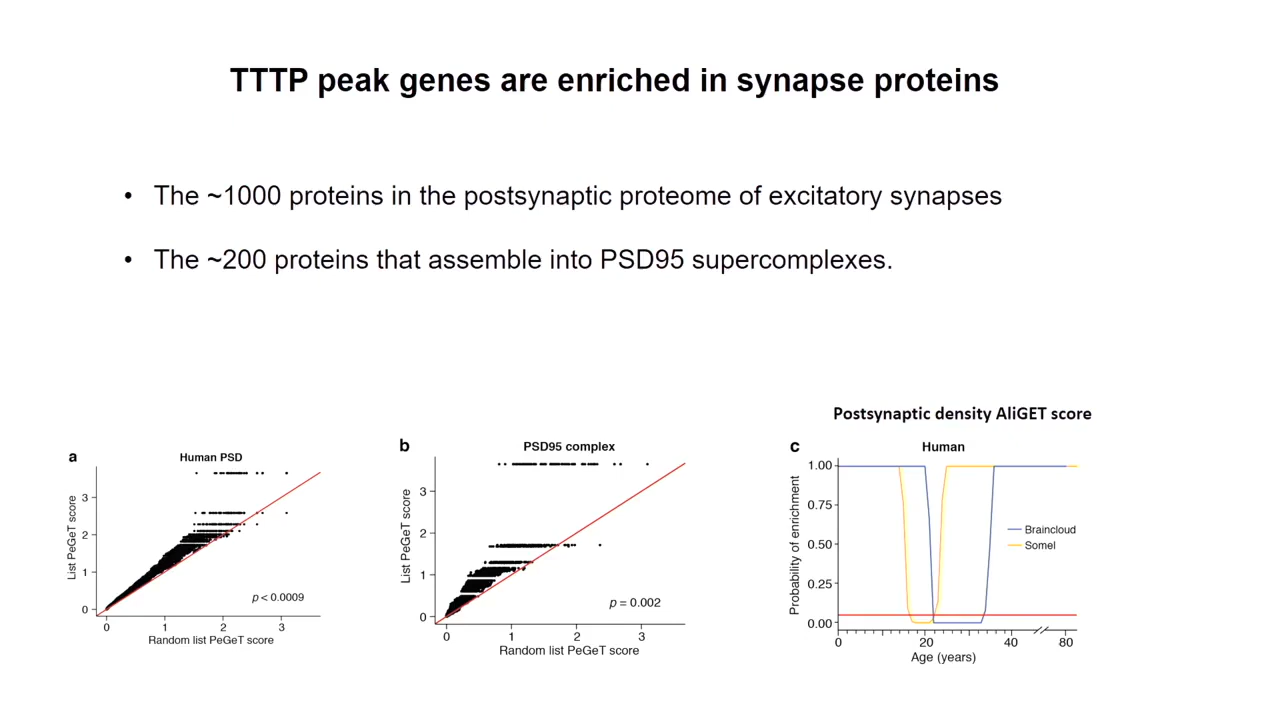 TTTP peak genes are enriched in synapse proteins
• The ~1000 proteins in the postsynaptic proteome of excitatory synapses
• The ~200 proteins that assemble into PSD95 supercomplexes.
a
Human PSD
List PeGeT score
3
2
1
0
p < 0.0009
0 1 2 3
Random list PeGeT score
b
PSD95 complex
List PeGeT score
3
2
1
0
p = 0.002
0 1 2 3
Random list PeGeT score
Postsynaptic density AliGET score
c
Human
Probability of enrichment
1.00
0.75
0.50
0.25
0.00
Braincloud
Somel
0 20 40 80
Age (years)